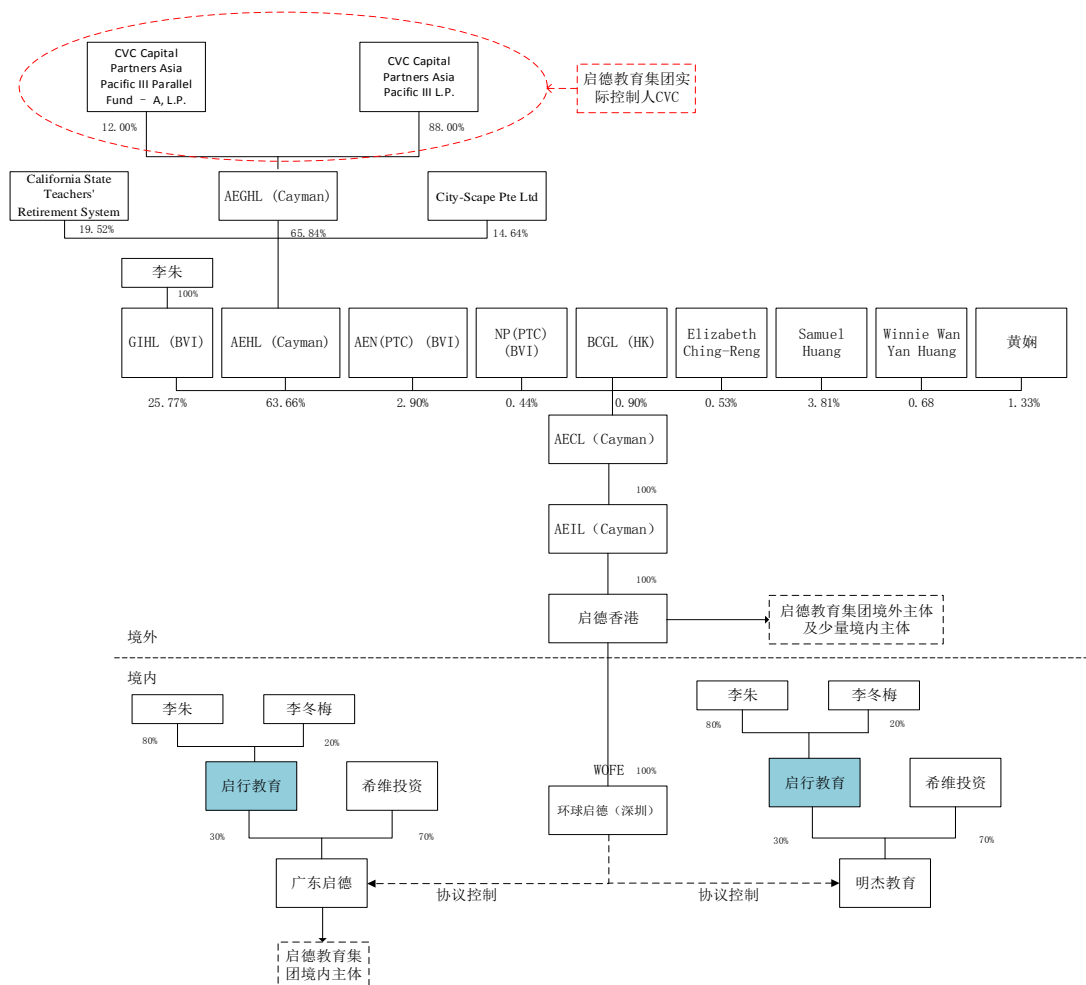 CVC Capital
Partners Asia
Pacific III Parallel
Fund – A, L.P.
CVC Capital
Partners Asia
Pacific III L.P.
启德教育集团实
际控制人CVC
12.00%
88.00%
California State
Teachers'
Retirement System
AEGHL (Cayman)
City-Scape Pte Ltd
19.52%
65.84%
14.64%
李朱
100%
GIHL (BVI)
AEHL (Cayman)
AEN(PTC) (BVI)
NP(PTC)
(BVI)
BCGL (HK)
Elizabeth
Ching-Reng
Samuel
Huang
Winnie Wan
Yan Huang
黄娴
25.77%
63.66%
2.90%
0.44%
0.90%
0.53%
3.81%
0.68
1.33%
AECL（Cayman）
100%
AEIL（Cayman）
100%
启德香港
启德教育集团境外主体
及少量境内主体
境外
境内
李朱
李冬梅
李朱
李冬梅
80%
20%
80%
20%
启行教育
希维投资
WOFE
100%
环球启德（深圳）
启行教育
希维投资
30%
70%
30%
70%
广东启德
协议控制
协议控制
明杰教育
启德教育集
团境内主体